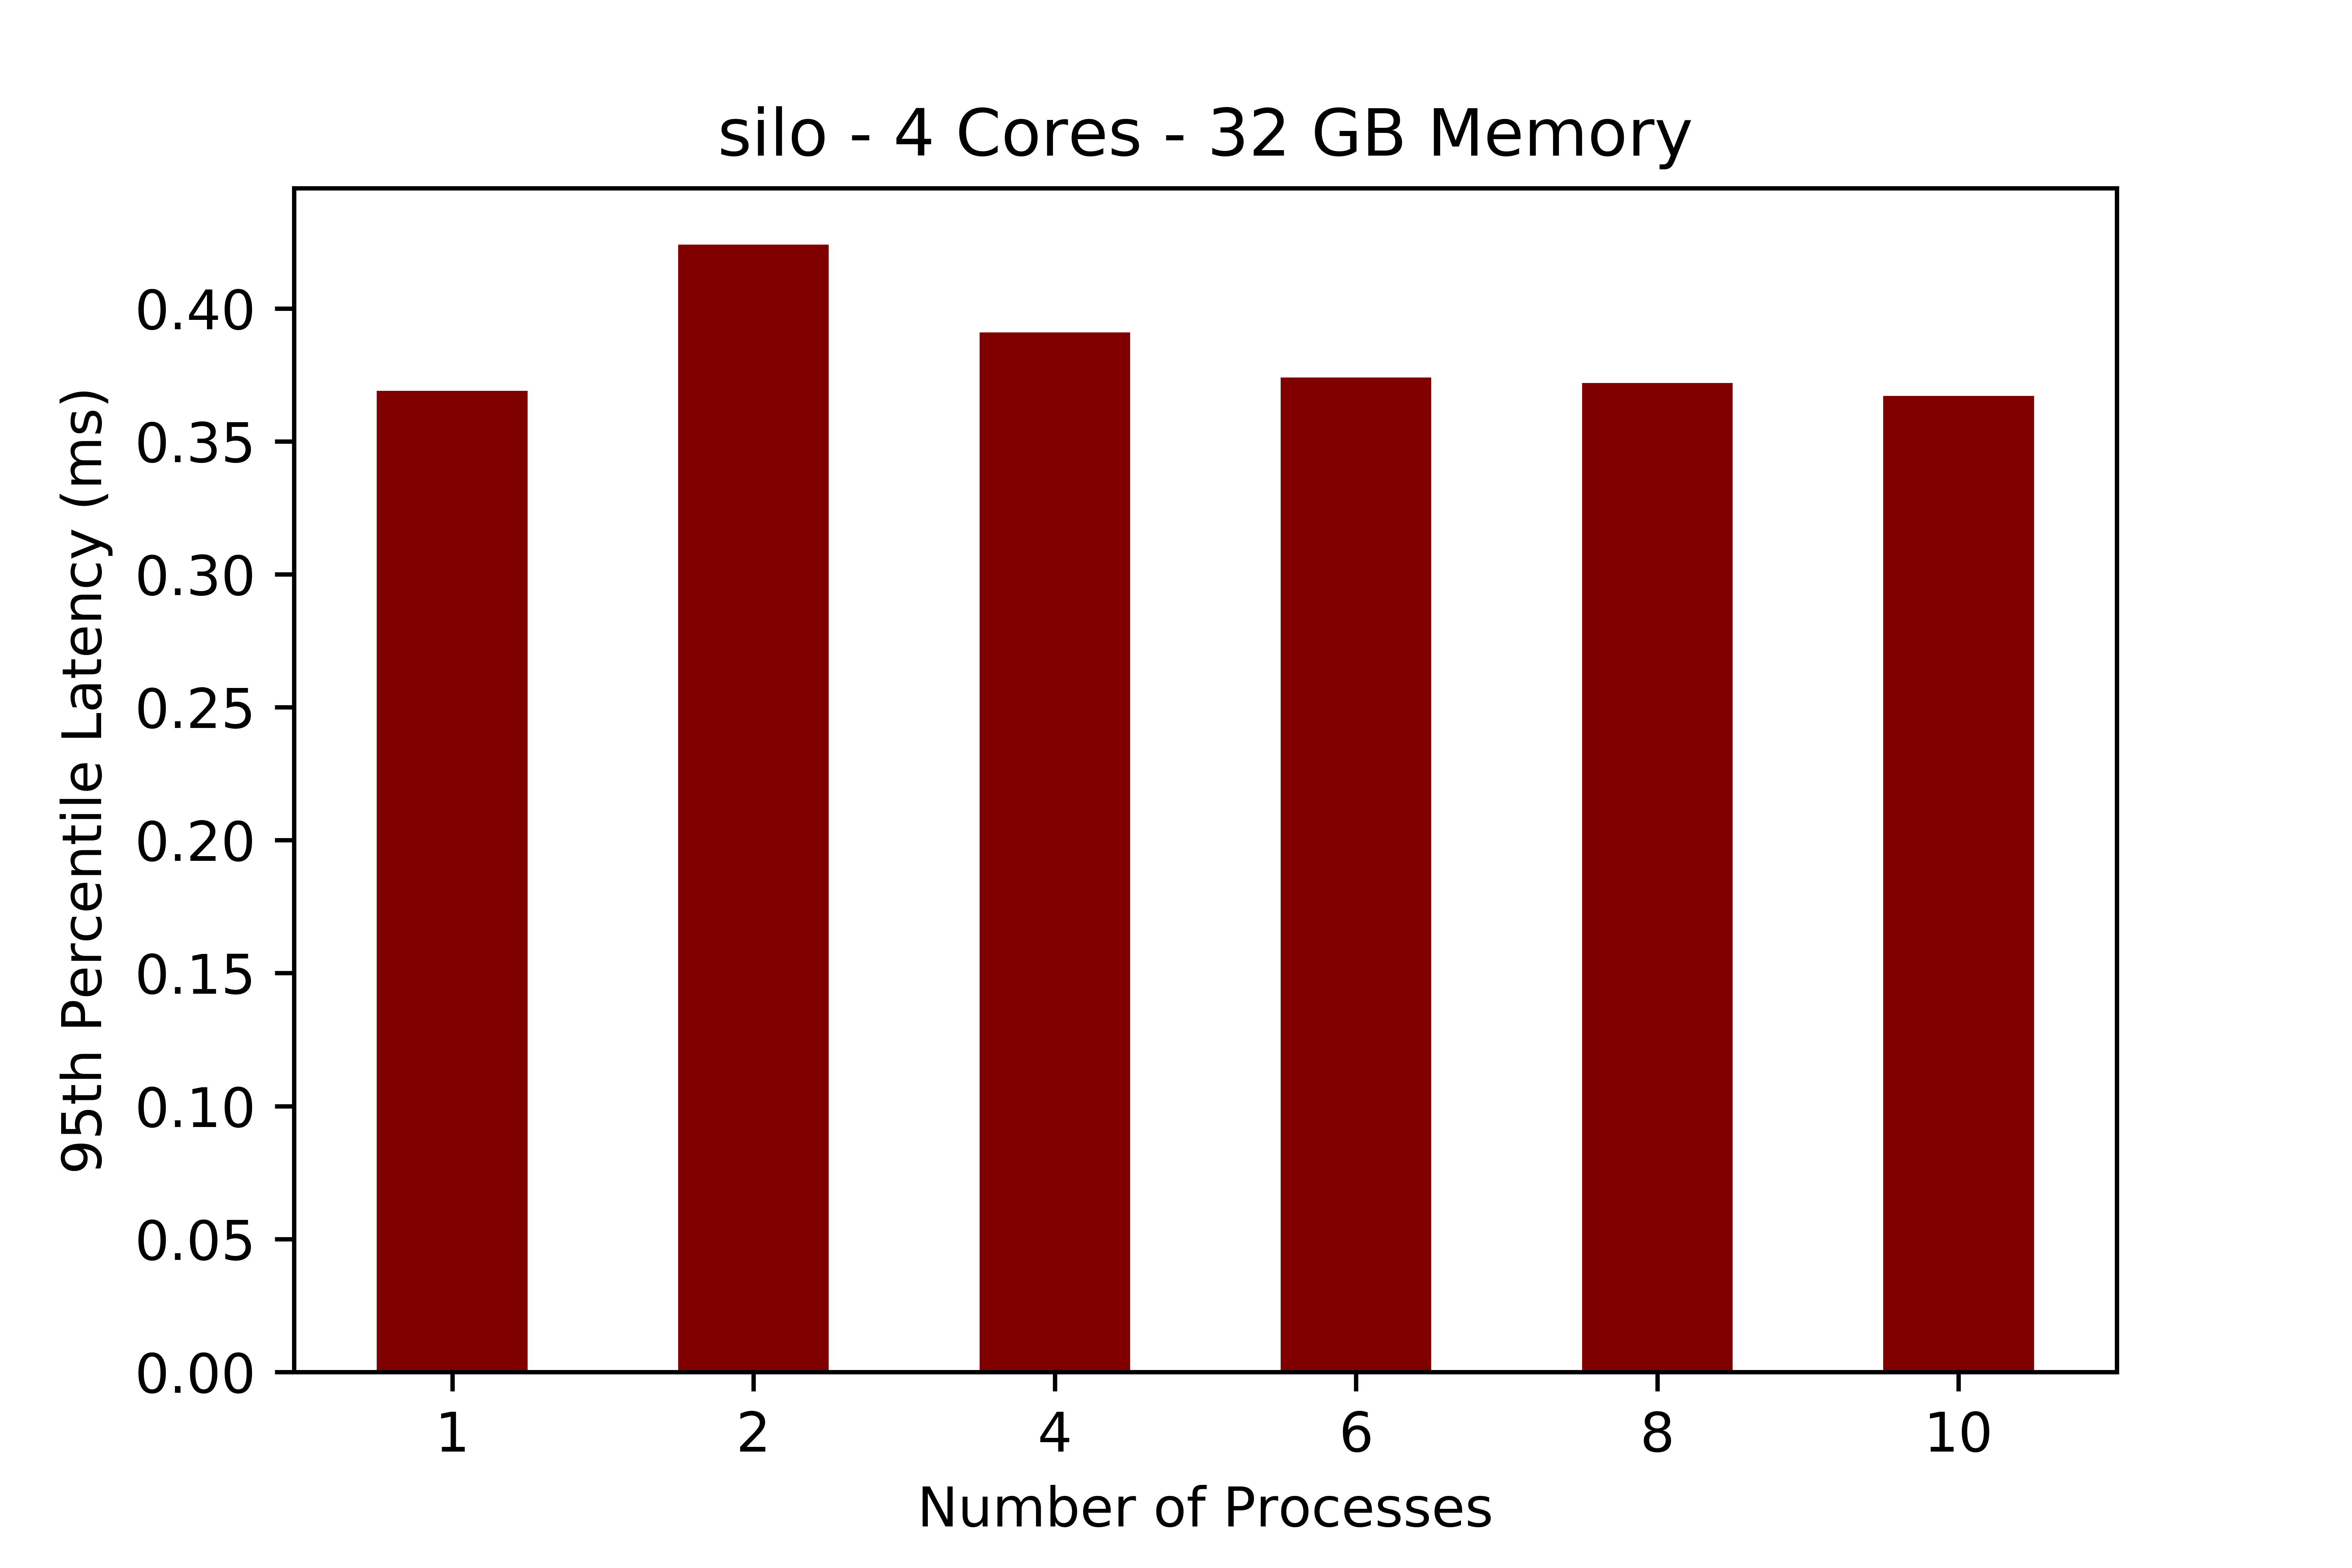 silo - 4 Cores - 32 GB Memory
95th Percentile Latency (ms)
0.40
0.35
0.30
0.25
0.20
0.15
0.10
0.05
0.00
1 2 4 6 8 10
Number of Processes